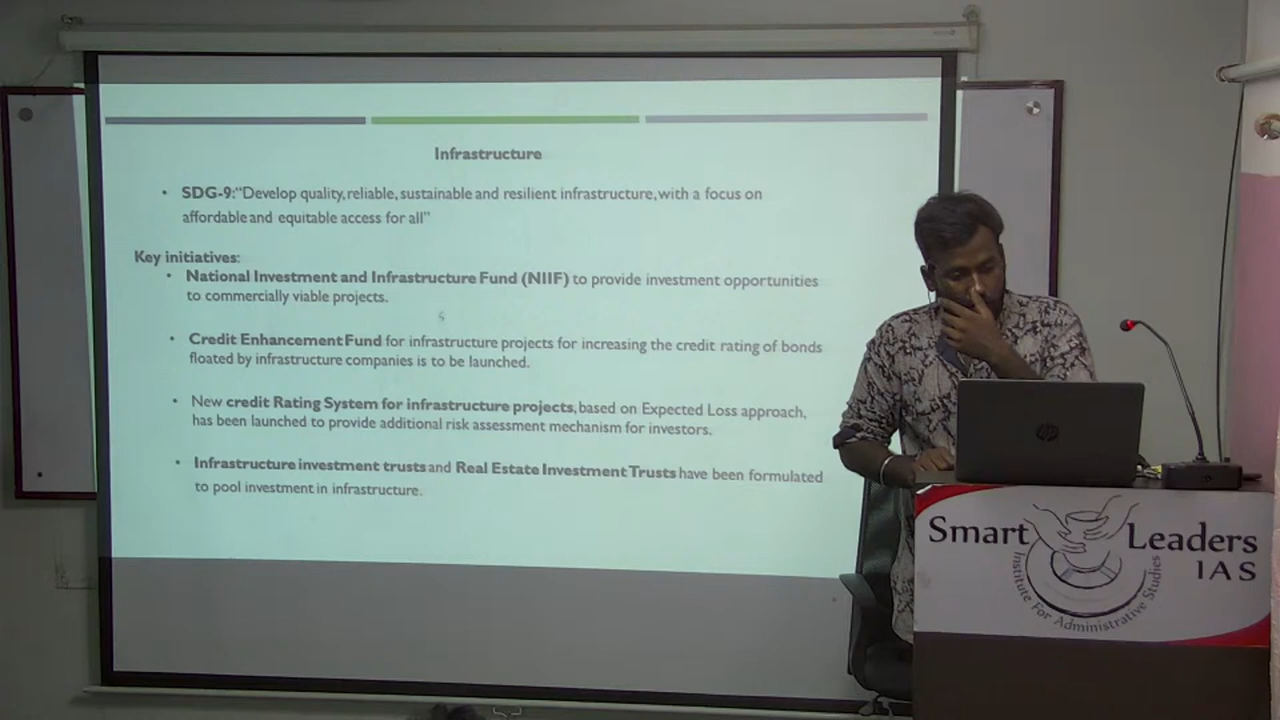 Infrastructure
• SDG-9:“Develop quality, reliable, sustainable and resilient infrastructure, with a focus on
affordable and equitable access for all”
Key initiatives:
• National Investment and Infrastructure Fund (NIIF) to provide investment opportunities
to commercially viable projects.
• Credit Enhancement Fund for infrastructure projects for increasing the credit rating of bonds
floated by infrastructure companies is to be launched.
• New credit Rating System for infrastructure projects, based on Expected Loss approach,
has been launched to provide additional risk assessment mechanism for investors.
• Infrastructure investment trusts and Real Estate Investment Trusts have been formulated
to pool investment in infrastructure.
hp
Smart Leaders
IAS
Institute For Administrative Studies